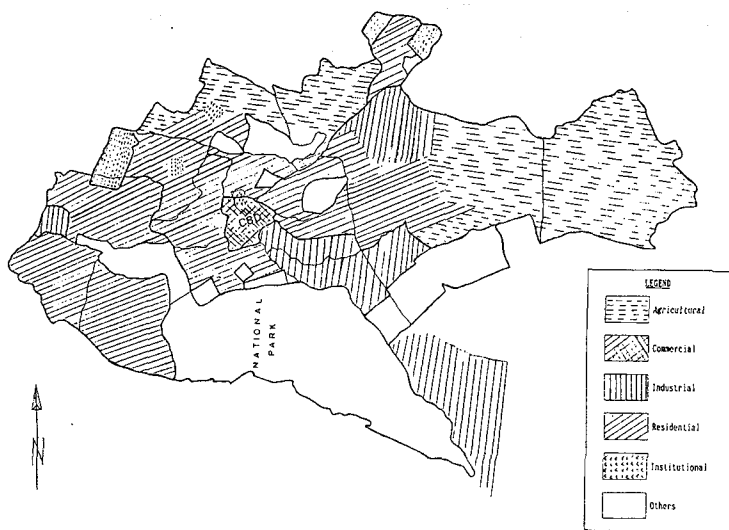 CBD
NATIONAL
PARK
N
LEGEND
Agricultural
Commercial
Industrial
Residential
Institutional
Others